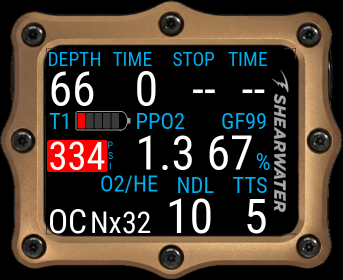 DEPTH TIME STOP TIME
66 0 -- --
T1 PPO2 GF99
334 PSI 1.3 67%
O2/HE NDL TTS
OC Nx32 10 5
SHEARWATER